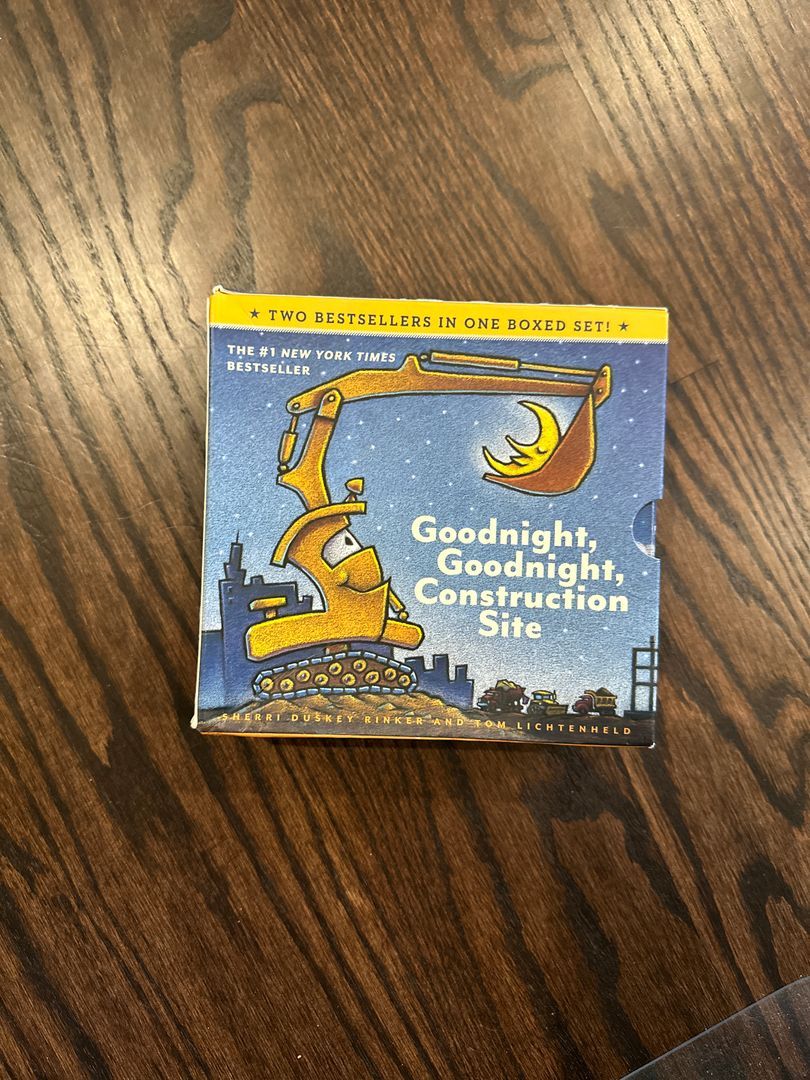 ★ TWO BESTSELLERS IN ONE BOXED SET! ★
THE #1 NEW YORK TIMES
BESTSELLER
Goodnight,
Goodnight,
Construction
Site
SHERRI DUSKEY RINKER AND TOM LICHTENHELD